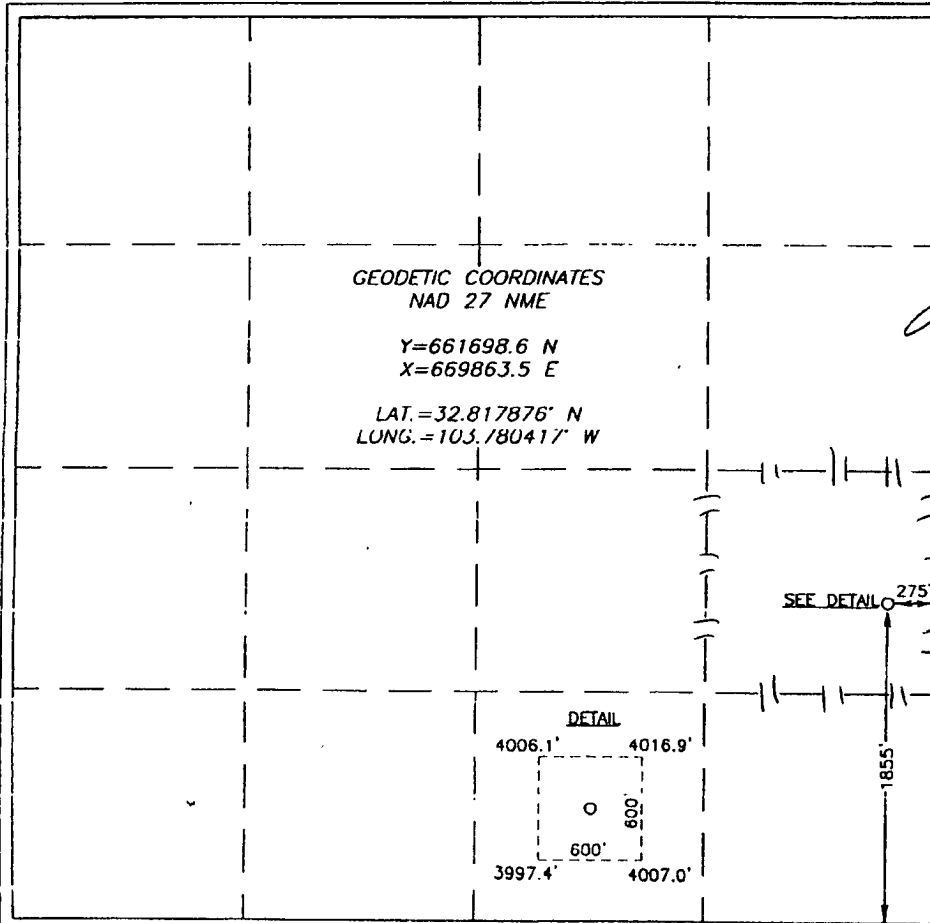 GEODETIC COORDINATES
NAD 27 NME
Y=661698.6 N
X=669863.5 E
LAT.=32.817876° N
LONG.=103.780417° W
SEE DETAIL
275'
1855'
DETAIL
4006.1'
4016.9'
600'
600'
3997.4'
4007.0'